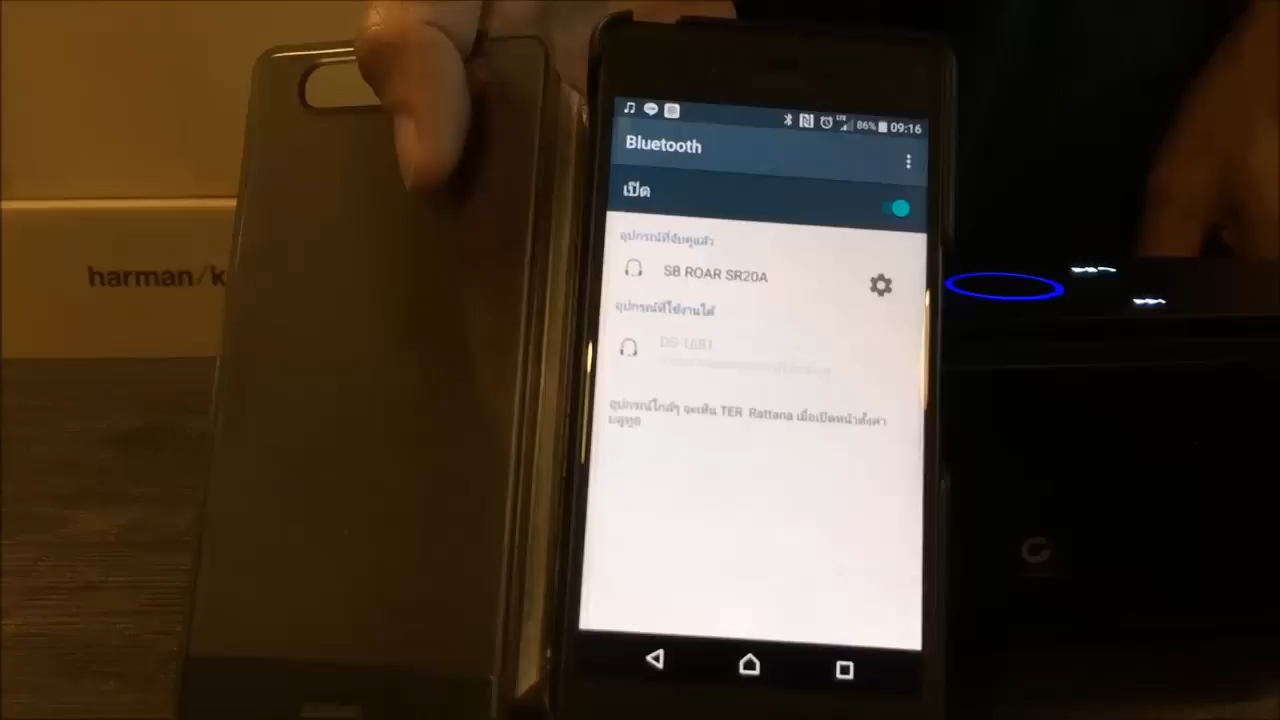 86% 09:16
Bluetooth
เปิด
อุปกรณ์ที่จับคู่แล้ว
SB ROAR SR20A
อุปกรณ์ที่ใช้งานได้
DS-1681
อุปกรณ์ใกล้ๆ จะเห็น TER Rattana เมื่อเปิดหน้าตั้งค่า
บลูทูธ
harman/k